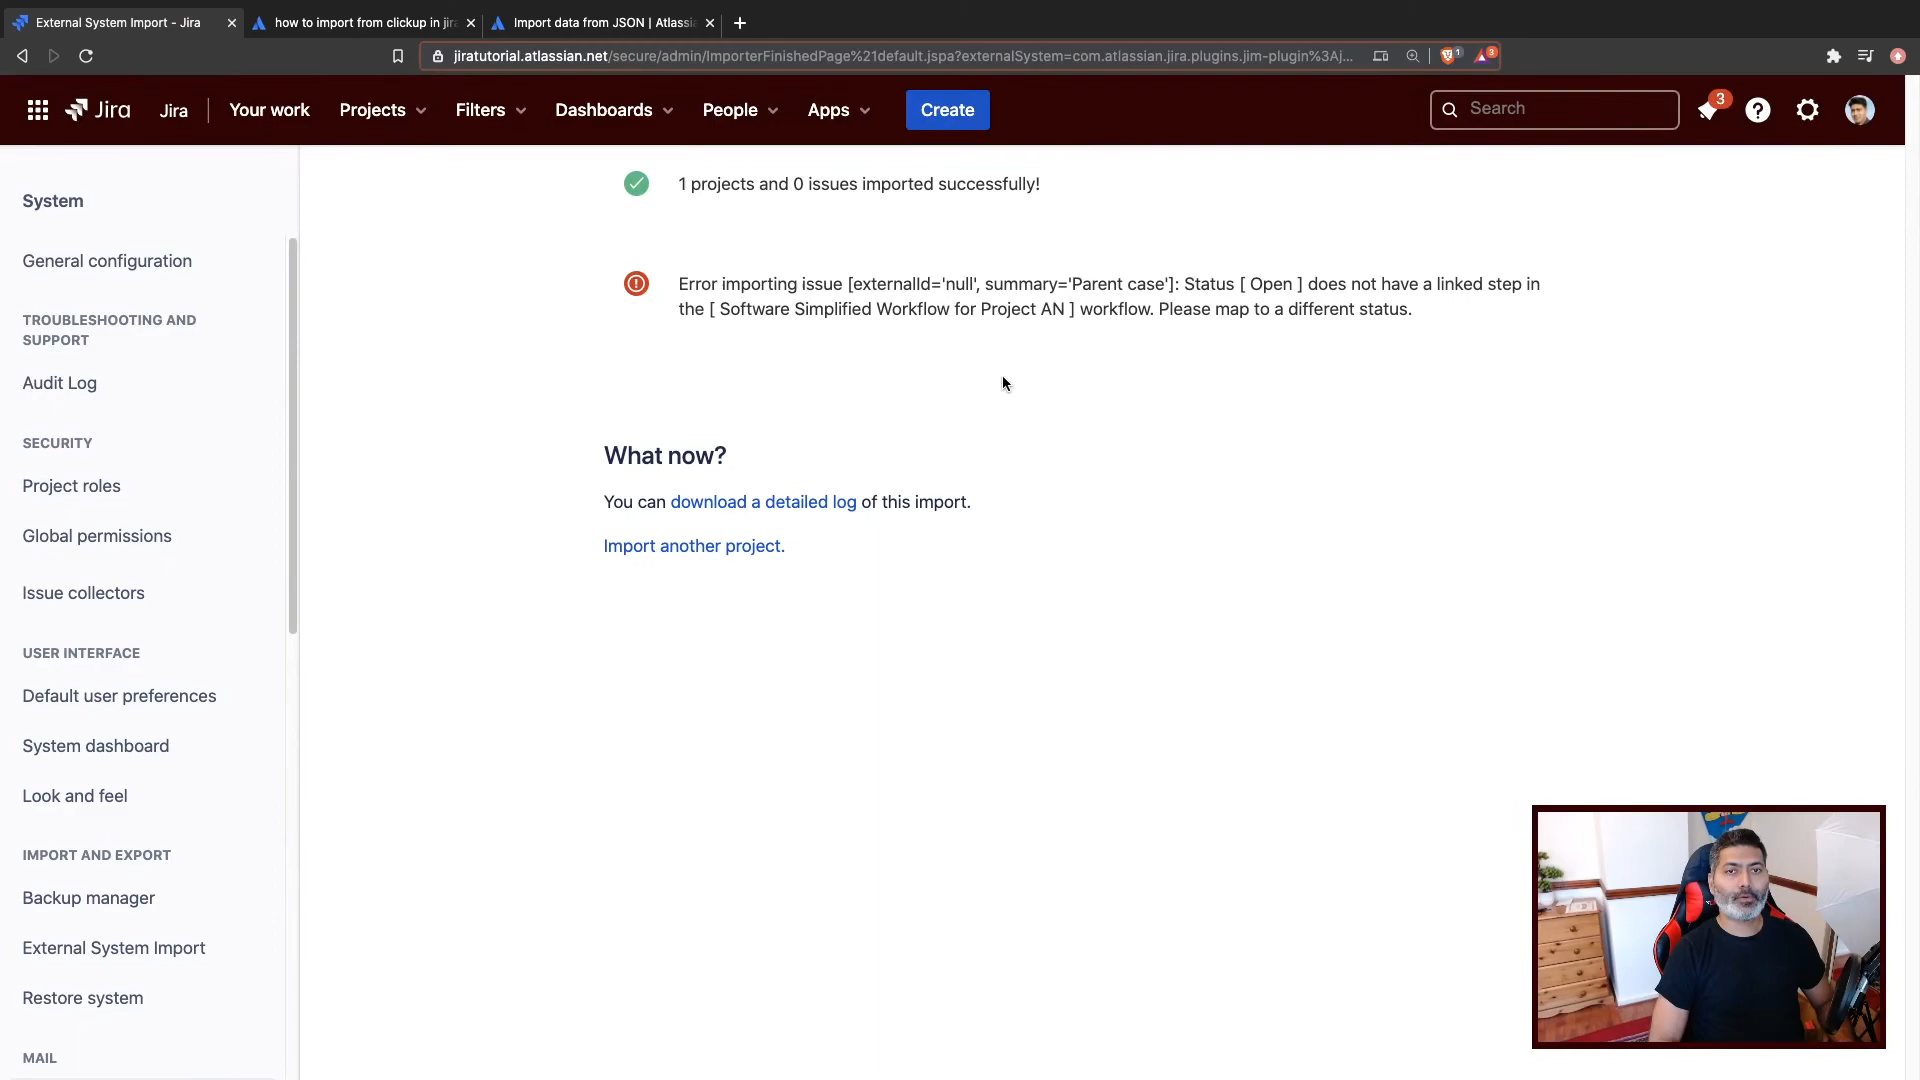 External System Import - Jira
how to import from clickup in jira
Import data from JSON | Atlassia
jiratutorial.atlassian.net/secure/admin/ImporterFinishedPage%21default.jspa?externalSystem=com.atlassian.jira.plugins.jim-plugin%3Aj...
1
3
Jira
Jira
Your work
Projects
Filters
Dashboards
People
Apps
Create
Search
3
System
General configuration
TROUBLESHOOTING AND
SUPPORT
Audit Log
SECURITY
Project roles
Global permissions
Issue collectors
USER INTERFACE
Default user preferences
System dashboard
Look and feel
IMPORT AND EXPORT
Backup manager
External System Import
Restore system
MAIL
1 projects and 0 issues imported successfully!
Error importing issue [externalId='null', summary='Parent case']: Status [ Open ] does not have a linked step in
the [ Software Simplified Workflow for Project AN ] workflow. Please map to a different status.
What now?
You can download a detailed log of this import.
Import another project.